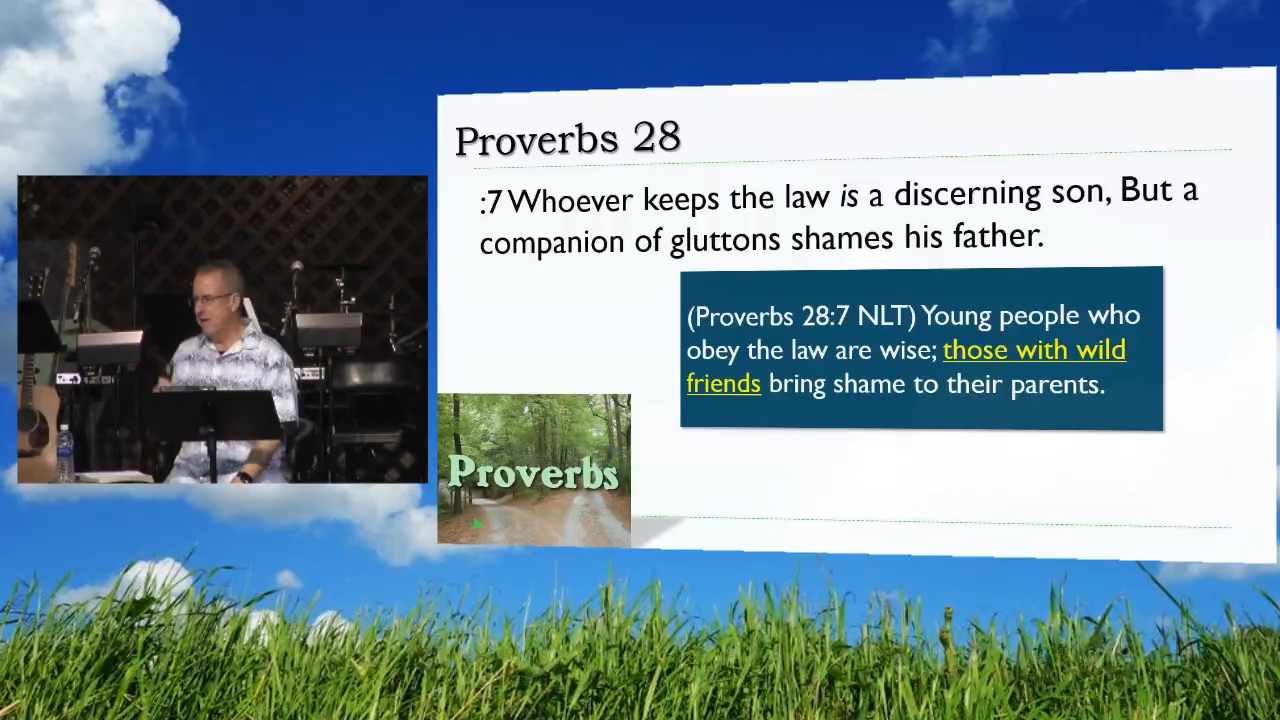 Proverbs 28
:7 Whoever keeps the law is a discerning son, But a
companion of gluttons shames his father.
(Proverbs 28:7 NLT) Young people who
obey the law are wise; those with wild
friends bring shame to their parents.
Proverbs